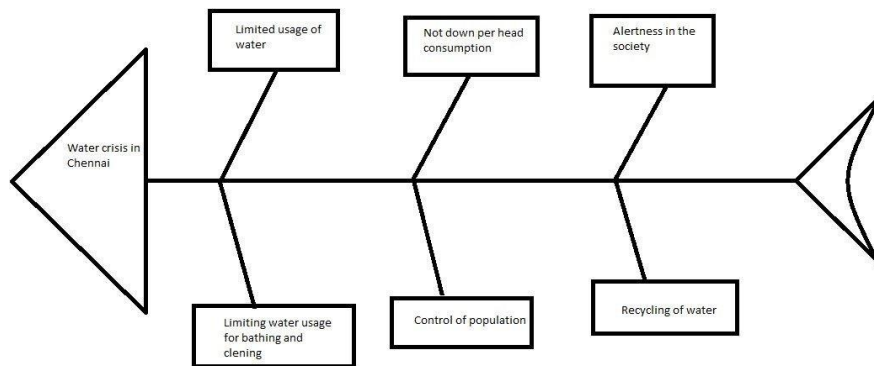 Limited usage of
water
Not down per head
consumption
Alertness in the
society
Water crisis in
Chennai
Limiting water usage
for bathing and
clening
Control of population
Recycling of water